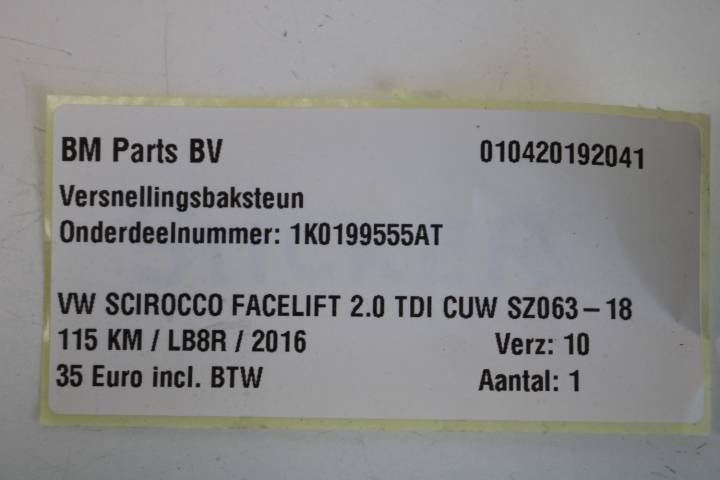 BM Parts BV 010420192041
Versnellingsbaksteun
Onderdeelnummer: 1K0199555AT
VW SCIROCCO FACELIFT 2.0 TDI CUW SZ063-18
115 KM / LB8R / 2016 Verz: 10
35 Euro incl. BTW Aantal: 1